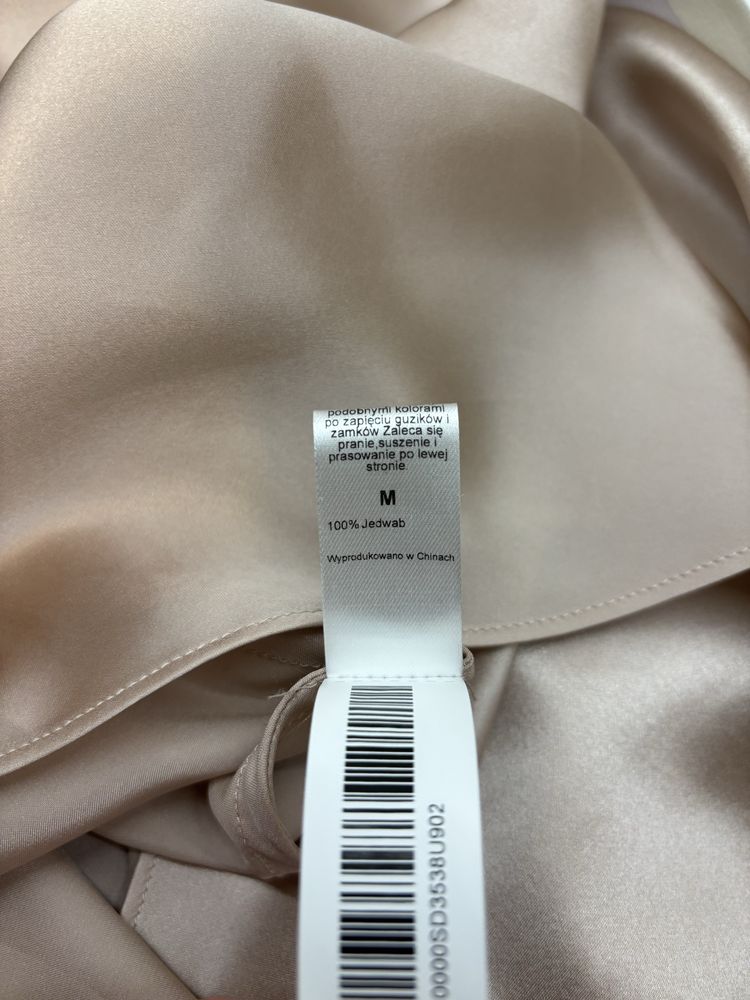 podobnymi kolorami
po zapięciu guzików i
zamków Zaleca się
pranie,suszenie i
prasowanie po lewej
stronie.
M
100% Jedwab
Wyprodukowano w Chinach
0000SD3538U902